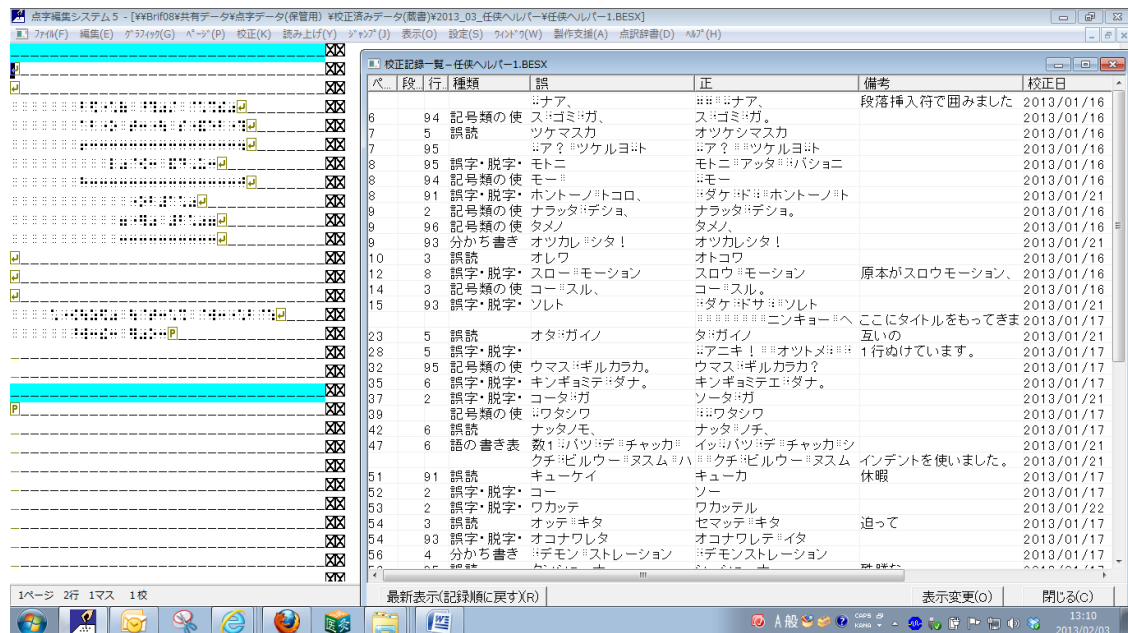 点字編集システム5 - [¥¥Brlf08¥共有データ¥点字データ(保管用) ¥校正済みデータ(蔵書)¥2013_03_任侠ヘルパー¥任侠ヘルパー1.BESX]
ﾌｧｲﾙ(F) 編集(E) ｸﾞﾗﾌｨｯｸ(G) ﾍﾟｰｼﾞ(P) 校正(K) 読み上げ(Y) ｼﾞｬﾝﾌﾟ(J) 表示(O) 設定(S) ｳｨﾝﾄﾞｳ(W) 製作支援(A) 点訳辞書(D) ﾍﾙﾌﾟ(H)
校正記録一覧 - 任侠ヘルパー1.BESX
ペ... 段 行 種類 誤 正 備考 校正日
ナア、 ナア、 段落挿入符で囲みました 2013/01/16
6 94 記号類の使 ス ゴミ ガ、 ス ゴミ ガ。 2013/01/16
7 5 誤読 ツケマスカ オツケシマスカ 2013/01/16
7 95 ア? ツケルヨ ト ア? ツケルヨ ト 2013/01/16
8 95 誤字・脱字・ モトニ モトニ アッタ バショニ 2013/01/16
8 94 記号類の使 モー モー 2013/01/16
8 91 誤字・脱字・ ホントーノ トコロ、 ダケ ド ホントーノ ト 2013/01/21
9 2 記号類の使 ナラッタ デショ、 ナラッタ デショ。 2013/01/16
9 96 記号類の使 タメノ タメノ、 2013/01/16
9 93 分かち書き オツカレ シタ! オツカレシタ! 2013/01/21
10 3 誤読 オレワ オトコワ 2013/01/16
12 8 誤字・脱字・ スロー モーション スロウ モーション 原本がスロウモーション、 2013/01/16
14 3 記号類の使 コー スル、 コー スル。 2013/01/16
15 93 誤字・脱字・ ソレト ダケ ドサ ソレト 2013/01/21
ニンキョー ヘ ここにタイトルをもってきま 2013/01/17
23 5 誤読 オタ ガイノ タ ガイノ 互いの 2013/01/21
28 5 誤字・脱字・ アニキ! オツトメ 1行ぬけています。 2013/01/17
32 95 記号類の使 ウマス ギルカラカ。 ウマス ギルカラカ? 2013/01/17
35 6 誤字・脱字・ キンギョミテ ダナ。 キンギョミテエ ダナ。 2013/01/17
37 2 誤字・脱字・ コータ ガ ソータ ガ 2013/01/21
39 記号類の使 ワタシワ ワタシワ 2013/01/17
42 6 誤読 ナッタノモ、 ナッタ ノチ、 2013/01/17
47 6 語の書き表 数1 バツ デ チャッカ イッ バツ デ チャッカ シ 2013/01/21
クチ ビルウー ヌスム ハ クチ ビルウー ヌスム インデントを使いました。 2013/01/21
51 91 誤読 キューケイ キューカ 休暇 2013/01/17
52 2 誤字・脱字・ コー ソー 2013/01/17
53 2 誤字・脱字・ ワカッテ ワカッテル 2013/01/22
54 3 誤読 オッテ キタ セマッテ キタ 迫って 2013/01/17
54 93 誤字・脱字・ オコナワレタ オコナワレテ イタ 2013/01/17
56 4 分かち書き デモン ストレーション デモンストレーション 2013/01/17
最新表示(記録順に戻す)(R) 表示変更(O) 閉じる(C)
1ページ 2行 1マス 1校
A 般 CAPS KANA 13:10
2013/02/03